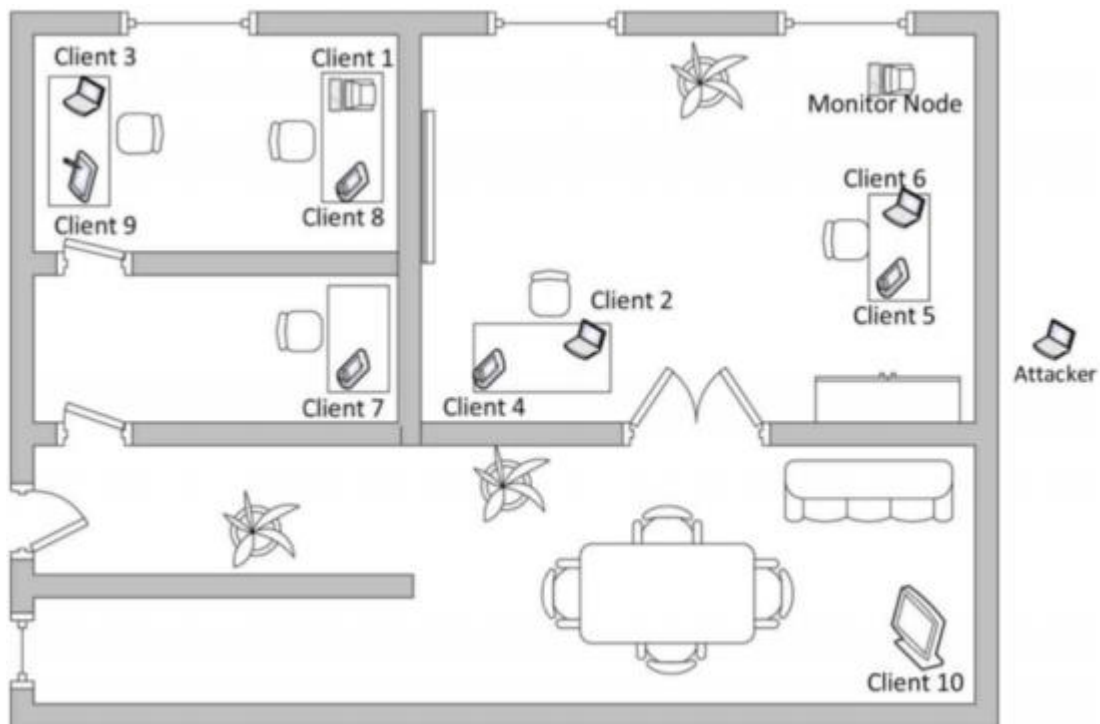 Client 3
Client 1
Monitor Node
Client 6
Client 9
Client 8
Client 2
Client 5
Attacker
Client 7
Client 4
Client 10